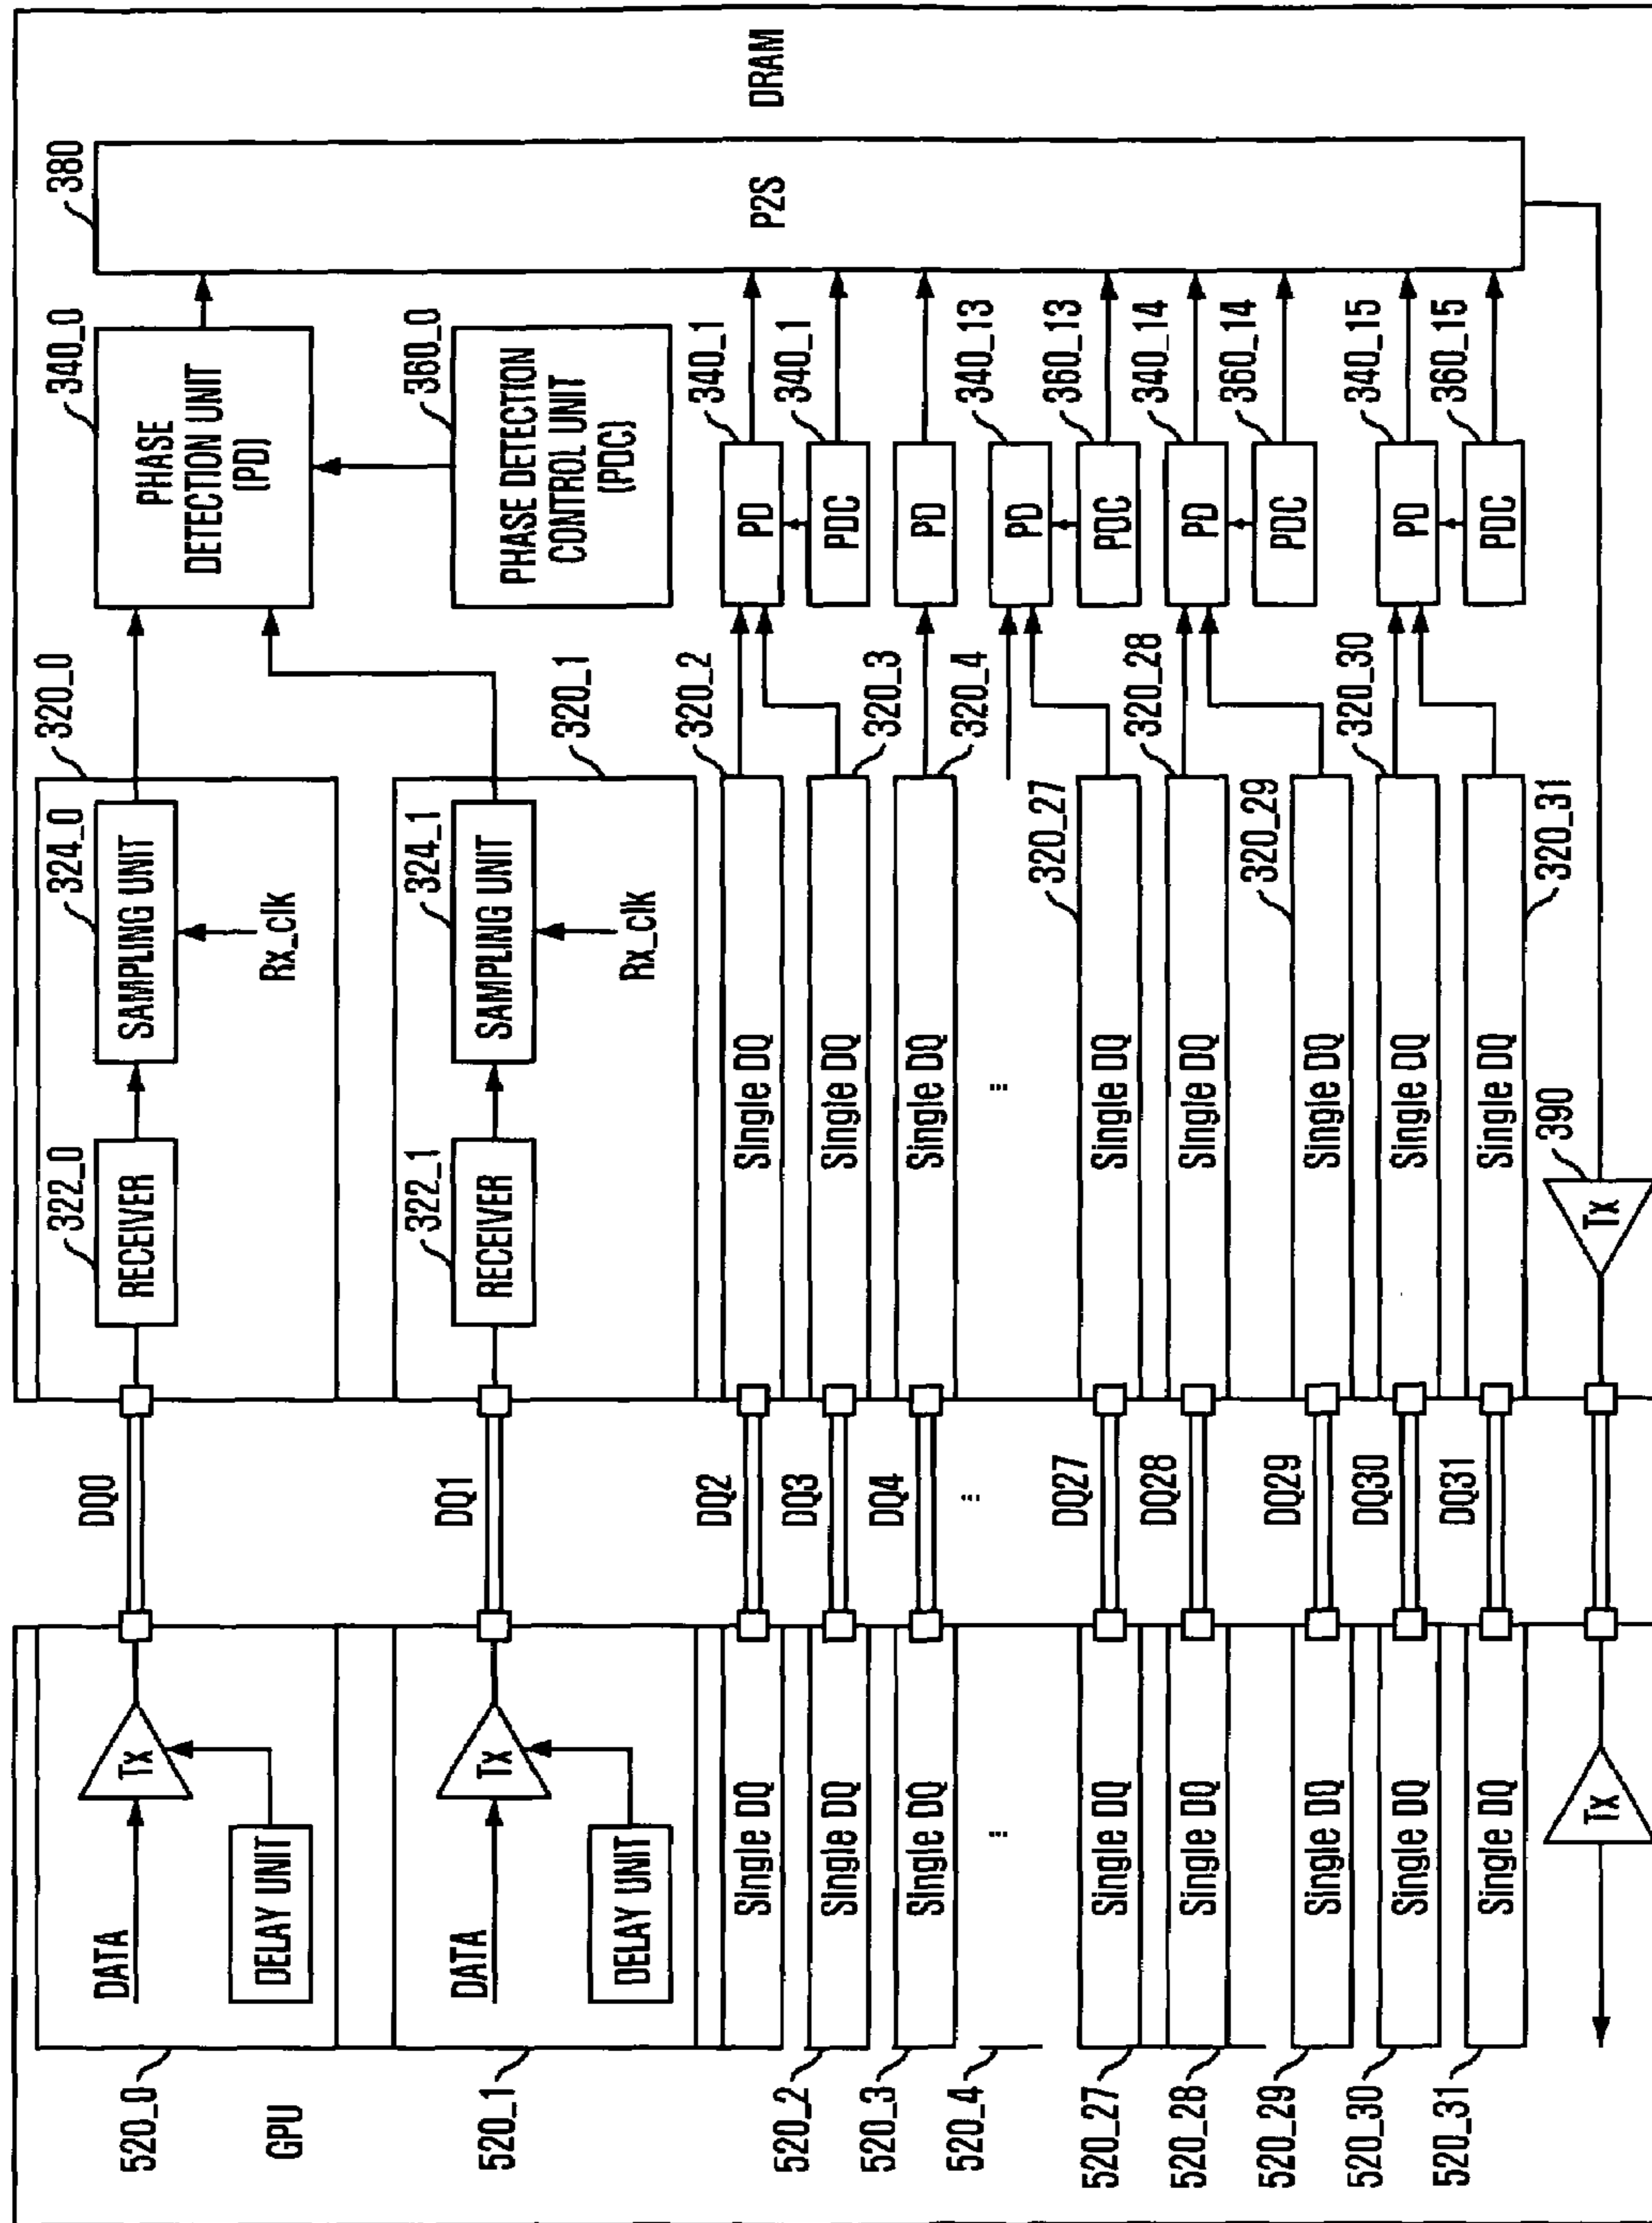 520_0
GPU
DATA
DELAY UNIT
Tx
DQ0
320_0
322_0
RECEIVER
324_0
SAMPLING UNIT
Rx_clk
340_0
PHASE
DETECTION UNIT
(PD)
380
P2S
DRAM
520_1
DATA
DELAY UNIT
Tx
DQ1
322_1
RECEIVER
324_1
SAMPLING UNIT
Rx_clk
320_1
360_0
PHASE DETECTION
CONTROL UNIT
(PDC)
520_2
Single DQ
DQ2
Single DQ
320_2
PD
340_1
520_3
Single DQ
DQ3
Single DQ
320_3
PDC
340_1
520_4
Single DQ
DQ4
Single DQ
320_4
PD
...
...
...
PD
340_13
520_27
Single DQ
DQ27
Single DQ
320_27
PDC
360_13
520_28
Single DQ
DQ28
Single DQ
320_28
PD
340_14
PDC
360_14
520_29
Single DQ
DQ29
Single DQ
320_29
520_30
Single DQ
DQ30
Single DQ
320_30
PD
340_15
520_31
Single DQ
DQ31
Single DQ
320_31
PDC
360_15
Tx
Tx
390